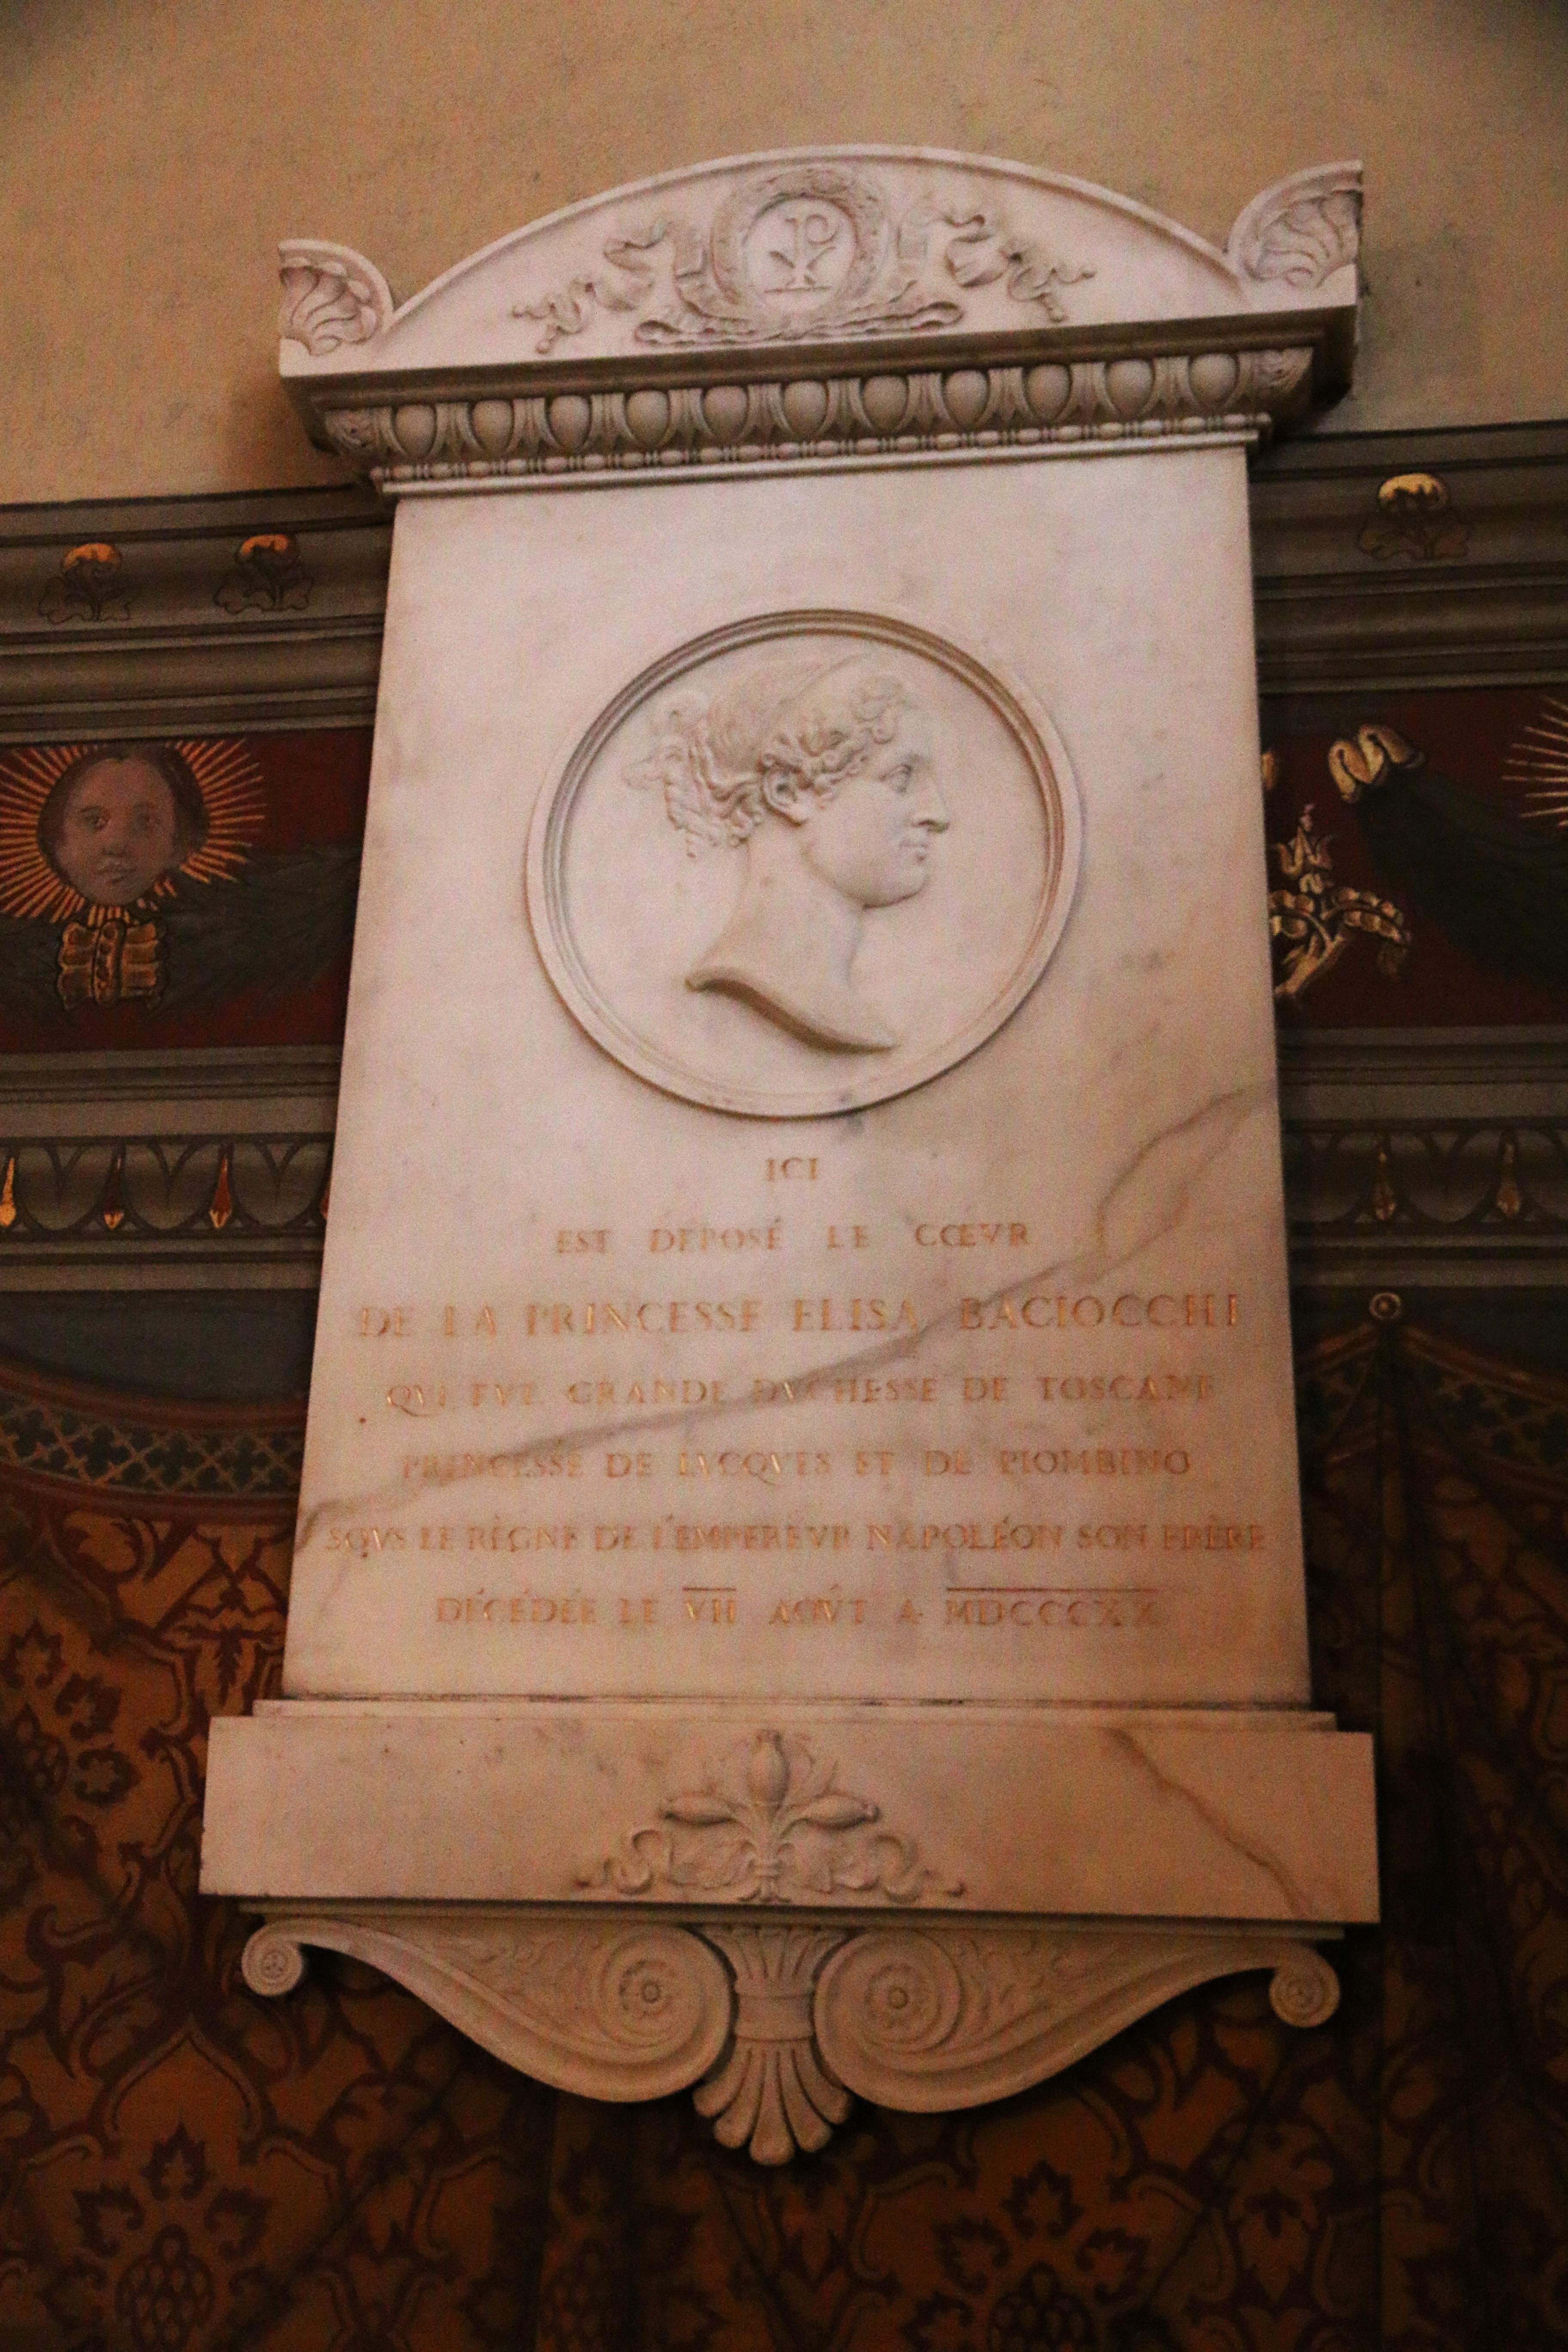 ICI
EST DÉPOSÉ LE CŒVR
DE LA PRINCESSE ELISA BACIOCCHI
QVI FVT GRANDE DVCHESSE DE TOSCANE
PRINCESSE DE LVCQVES ET DE PIOMBINO
SOVS LE RÈGNE DE L'EMPEREVR NAPOLÉON SON FRÈRE
DÉCÉDÉE LE VII AOVT A. MDCCCXX